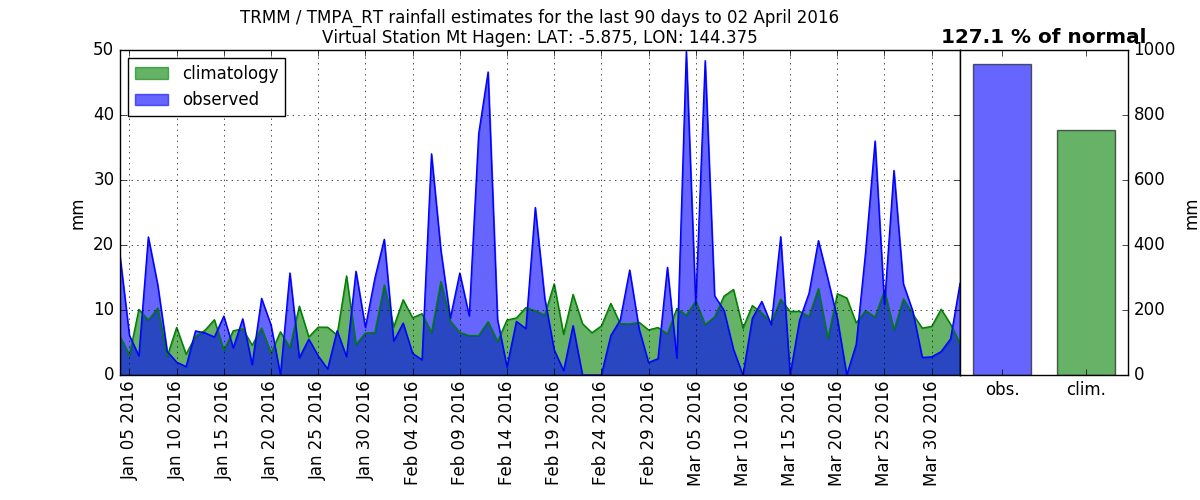 TRMM / TMPA_RT rainfall estimates for the last 90 days to 02 April 2016
Virtual Station Mt Hagen: LAT: -5.875, LON: 144.375
127.1 % of normal
climatology
observed
mm
50
40
30
20
10
0
Jan 05 2016
Jan 10 2016
Jan 15 2016
Jan 20 2016
Jan 25 2016
Jan 30 2016
Feb 04 2016
Feb 09 2016
Feb 14 2016
Feb 19 2016
Feb 24 2016
Feb 29 2016
Mar 05 2016
Mar 10 2016
Mar 15 2016
Mar 20 2016
Mar 25 2016
Mar 30 2016
obs.
clim.
1000
800
600
400
200
0
mm